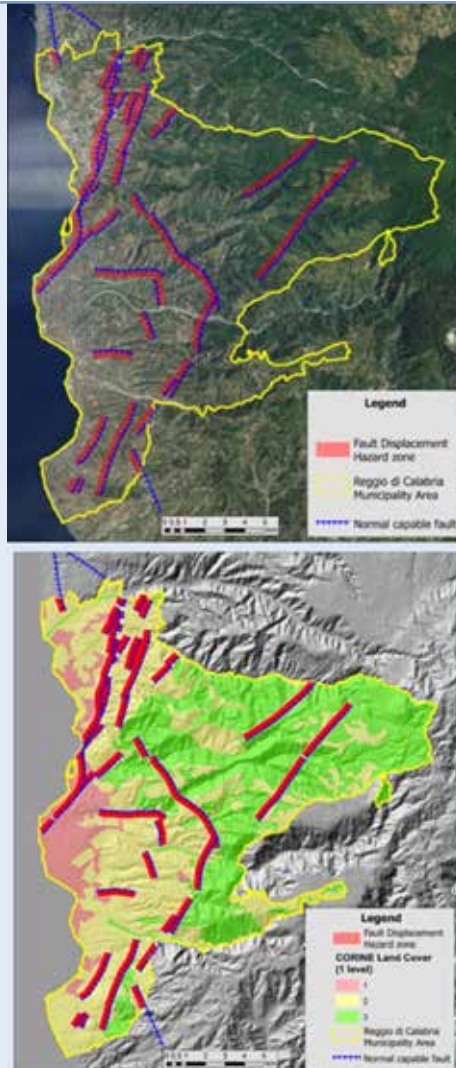 Legend
Fault Displacement
Hazard zone
Reggio di Calabria
Municipality Area
Normal capable fault
Legend
Fault Displacement
Hazard zone
CORINE Land Cover
(1 level)
1
2
3
Reggio di Calabria
Municipality Area
Normal capable fault